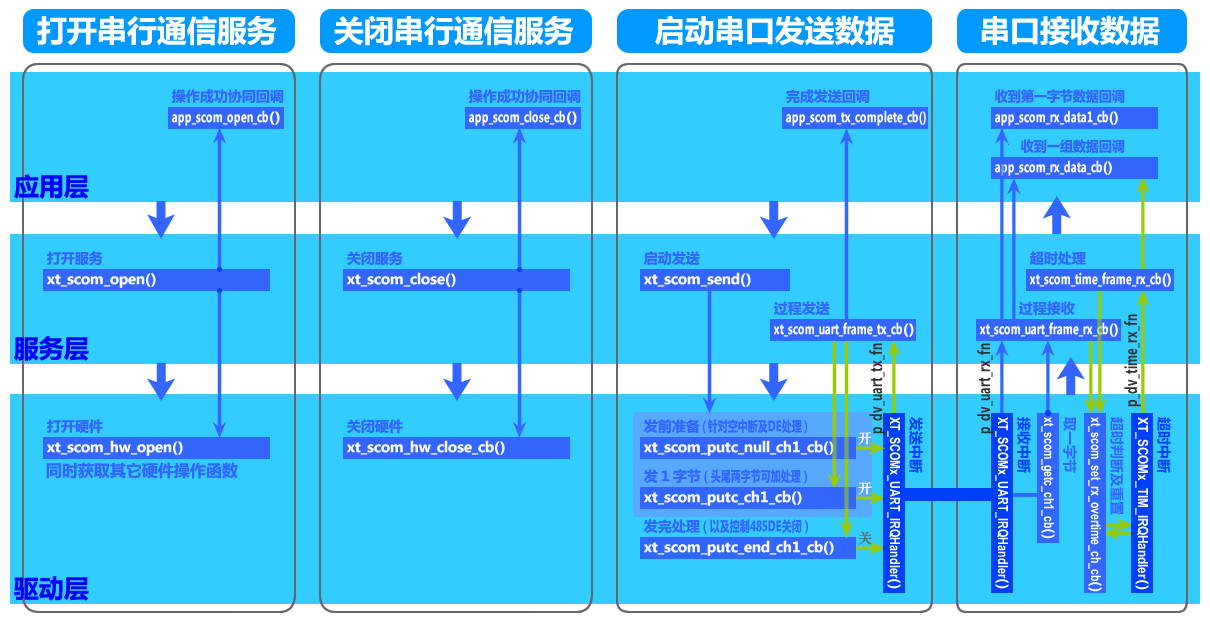 打开串行通信服务
关闭串行通信服务
启动串口发送数据
串口接收数据
应用层
服务层
驱动层
操作成功协同回调
app_scom_open_cb()
打开服务
xt_scom_open()
打开硬件
xt_scom_hw_open()
同时获取其它硬件操作函数
操作成功协同回调
app_scom_close_cb()
关闭服务
xt_scom_close()
关闭硬件
xt_scom_hw_close_cb()
完成发送回调
app_scom_tx_complete_cb()
启动发送
xt_scom_send()
过程发送
xt_scom_uart_frame_tx_cb()
p_dv_uart_tx_fn
发前准备(针对空中断及DE处理)
xt_scom_putc_null_ch1_cb()
开
发 1 字节(头尾两字节可加处理)
xt_scom_putc_ch1_cb()
开
发完处理(以及控制485DE关闭)
xt_scom_putc_end_ch1_cb()
关
XT_SCOMx_UART_IRQHandler()
发送中断
收到第一字节数据回调
app_scom_rx_data1_cb()
收到一组数据回调
app_scom_rx_data_cb()
超时处理
xt_scom_time_frame_rx_cb()
过程接收
xt_scom_uart_frame_rx_cb()
p_dv_uart_rx_fn
p_dv_time_rx_fn
XT_SCOMx_UART_IRQHandler()
接收中断
xt_scom_getc_ch1_cb()
取一字节
xt_scom_set_rx_overtime_ch_cb()
超时判断及重置
XT_SCOMx_TIM_IRQHandler()
超时中断